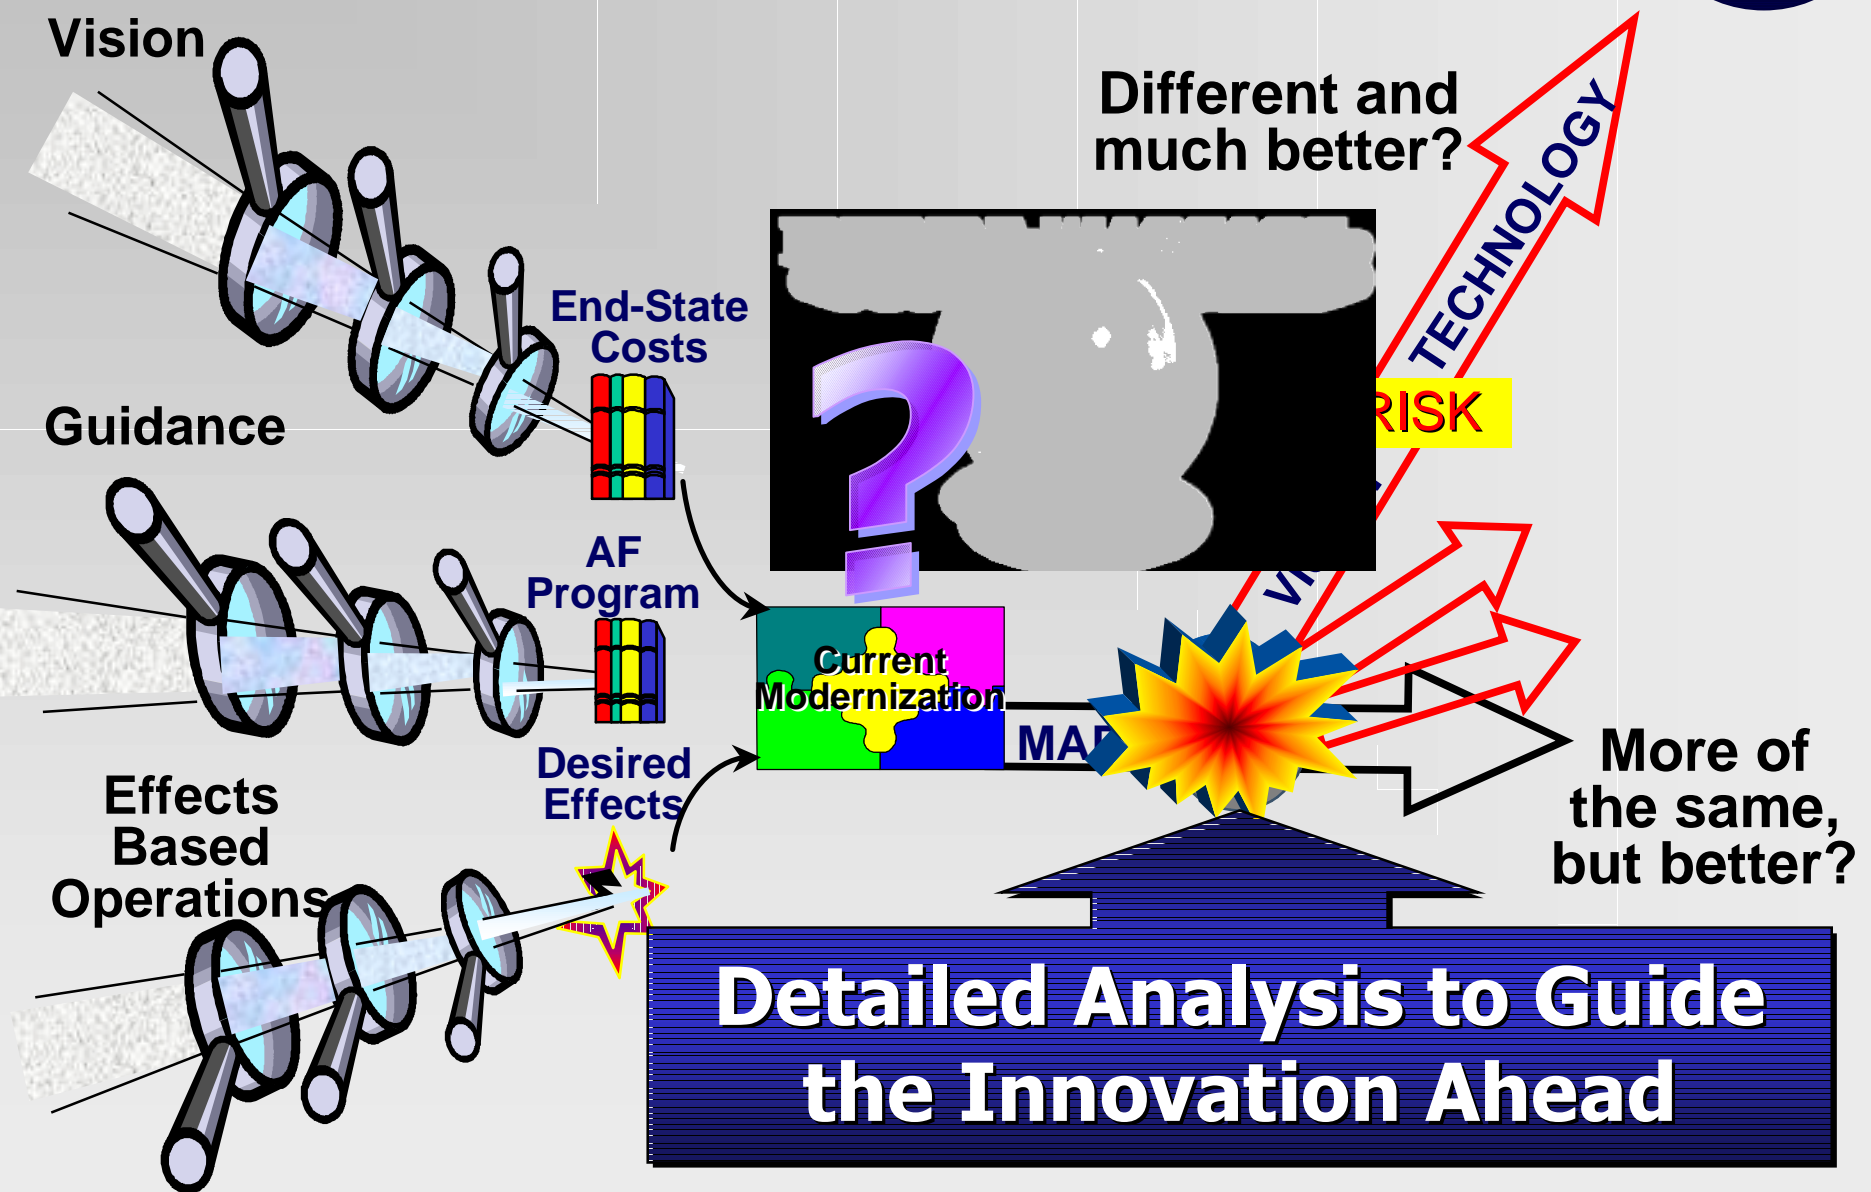 Vision
Different and
much better?
TECHNOLOGY
End-State
Costs
RISK
Guidance
AF
Program
Current
Modernization
Desired
Effects
More of
the same,
but better?
Effects
Based
Operations
Detailed Analysis to Guide
the Innovation Ahead